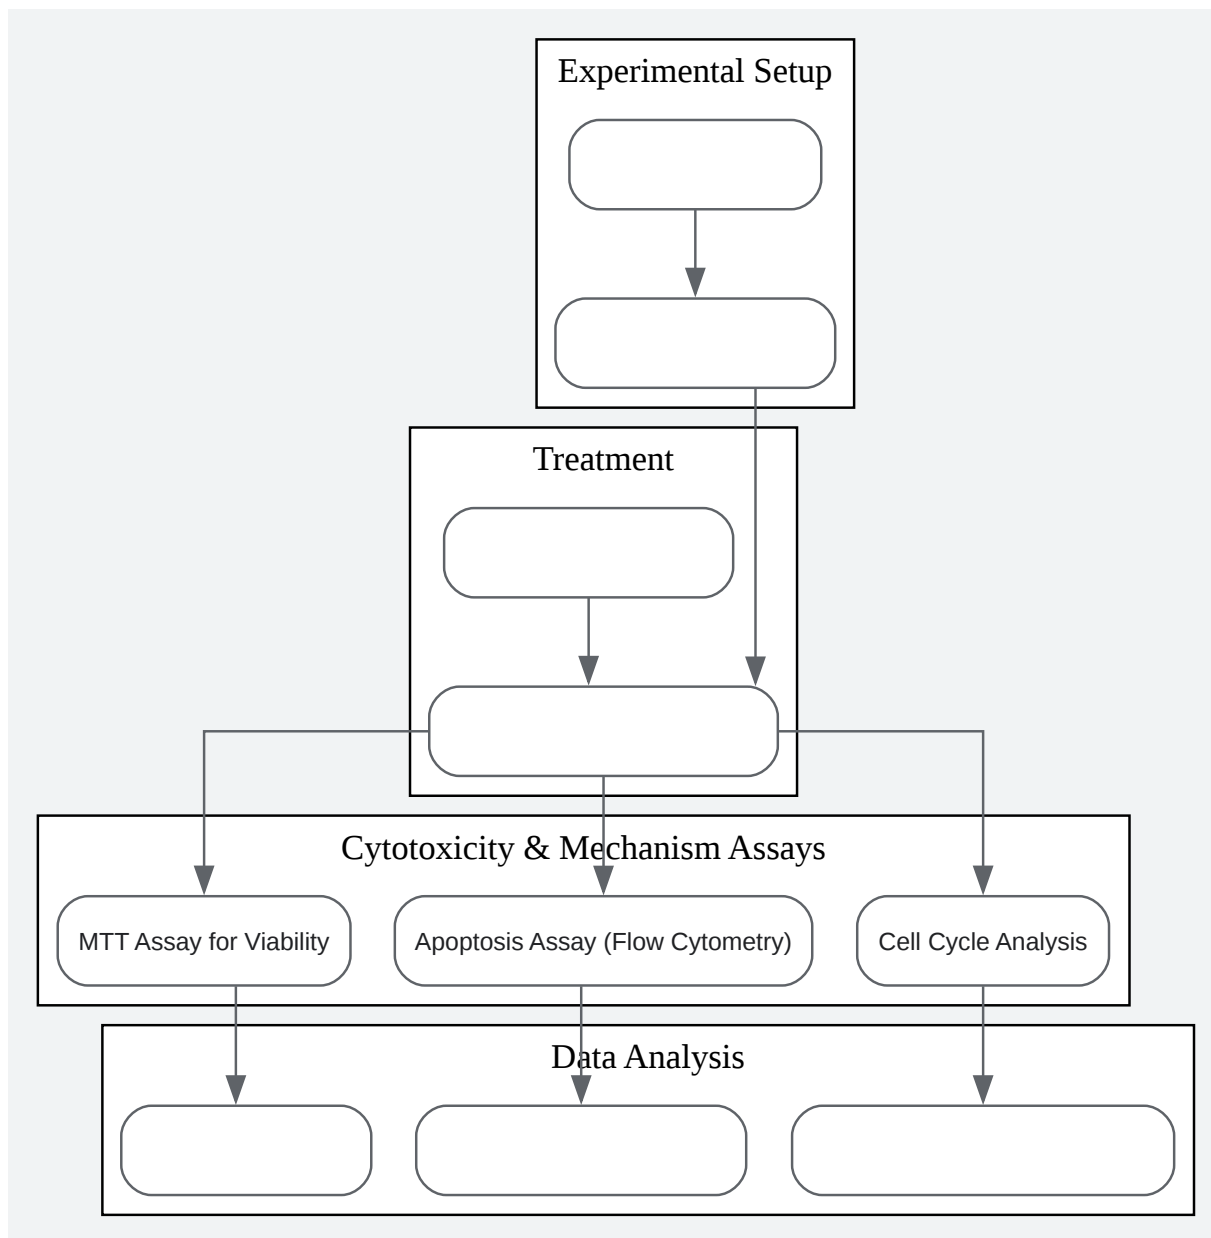 Experimental Setup
Treatment
Cytotoxicity & Mechanism Assays
MTT Assay for Viability
Apoptosis Assay (Flow Cytometry)
Cell Cycle Analysis
Data Analysis